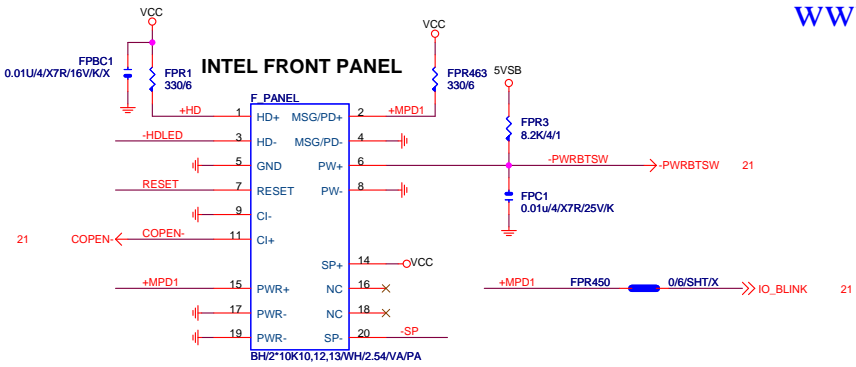 WW
VCC
VCC
FPBC1
0.01U/4/X7R/16V/K/X
FPR1
330/6
INTEL FRONT PANEL
FPR463
330/6
5VSB
F_PANEL
+HD 1 HD+ MSG/PD+ 2 +MPD1
FPR3
8.2K/4/1
-HDLED 3 HD- MSG/PD- 4
5 GND PW+ 6 -PWRBTSW -PWRBTSW 21
RESET 7 RESET PW- 8
FPC1
0.01u/4/X7R/25V/K
9 CI-
21 COPEN- COPEN- 11 CI+
SP+ 14 VCC
+MPD1 15 PWR+ NC 16
+MPD1 FPR450 0/6/SHT/X IO_BLINK 21
17 PWR- NC 18
19 PWR- SP- 20 -SP
BH/2*10K10,12,13/WH/2.54/VA/PA